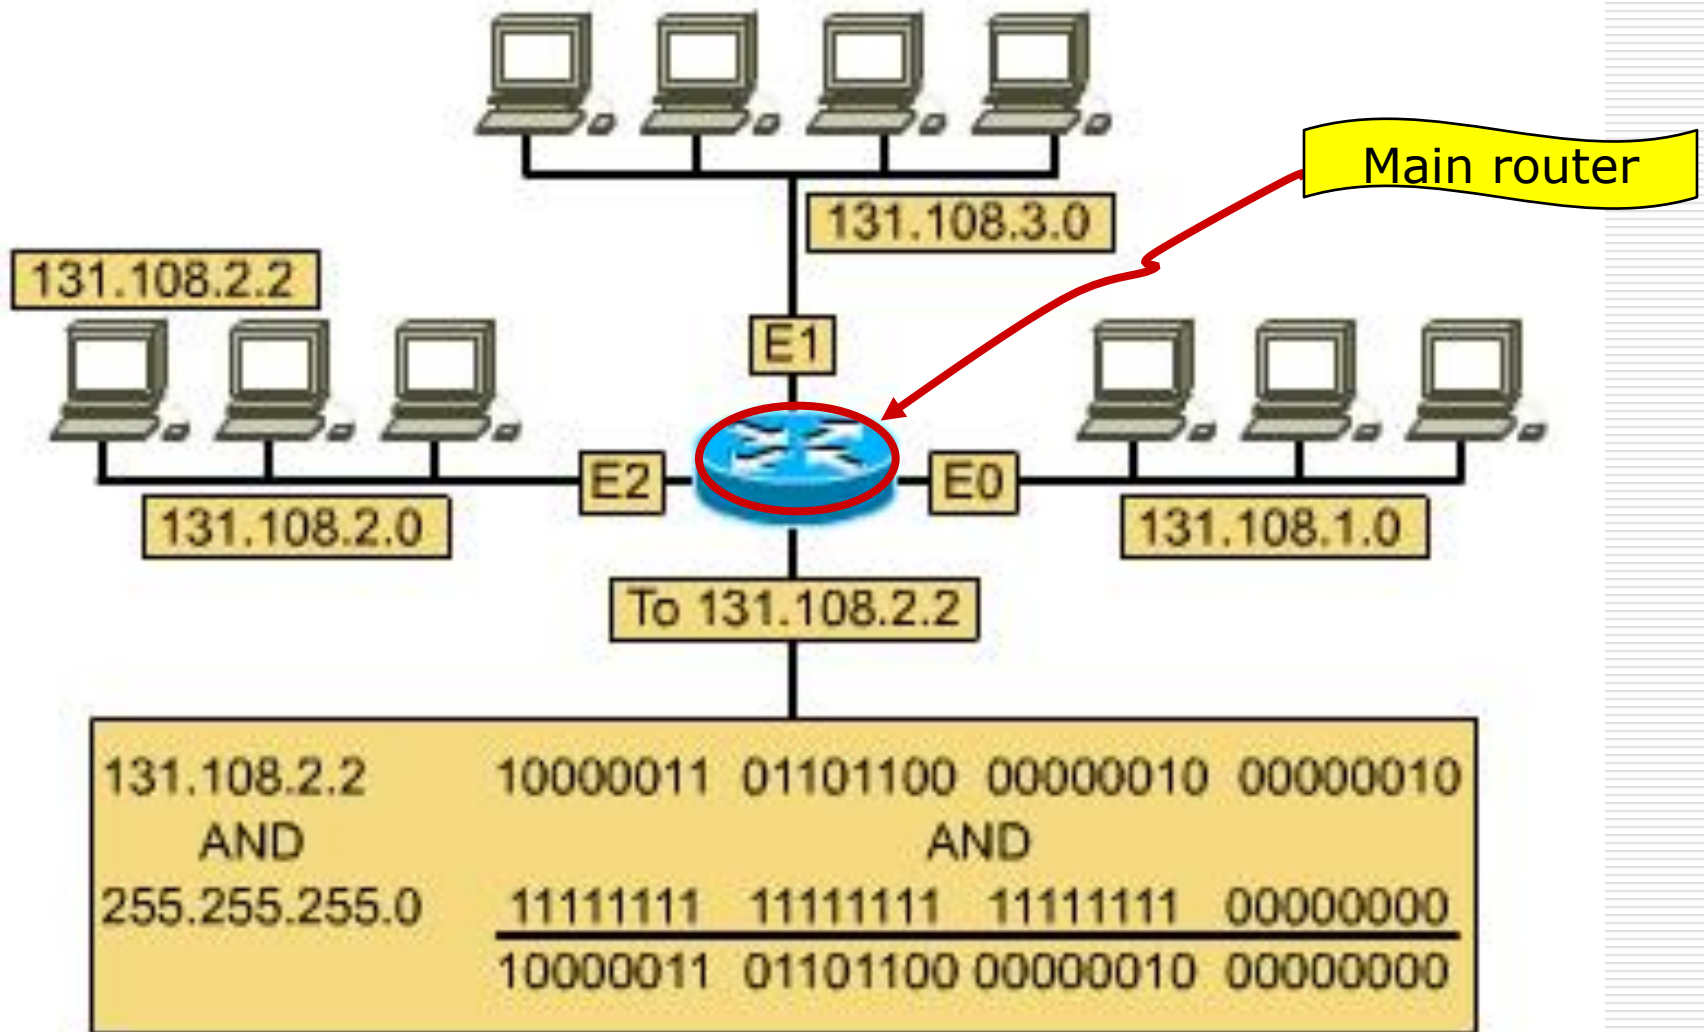 Main router
131.108.3.0
131.108.2.2
E1
E2
E0
131.108.2.0
131.108.1.0
To 131.108.2.2
131.108.2.2 10000011 01101100 00000010 00000010
AND AND
255.255.255.0 11111111 11111111 11111111 00000000
10000011 01101100 00000010 00000000